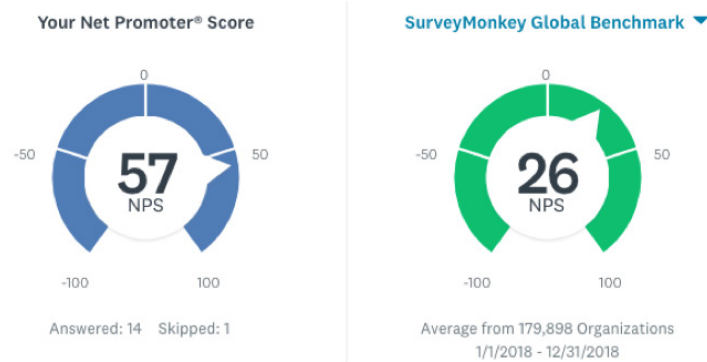 Your Net Promoter® Score
0
-50
50
57
NPS
-100
100
Answered: 14 Skipped: 1
SurveyMonkey Global Benchmark
0
-50
50
26
NPS
-100
100
Average from 179,898 Organizations
1/1/2018 - 12/31/2018